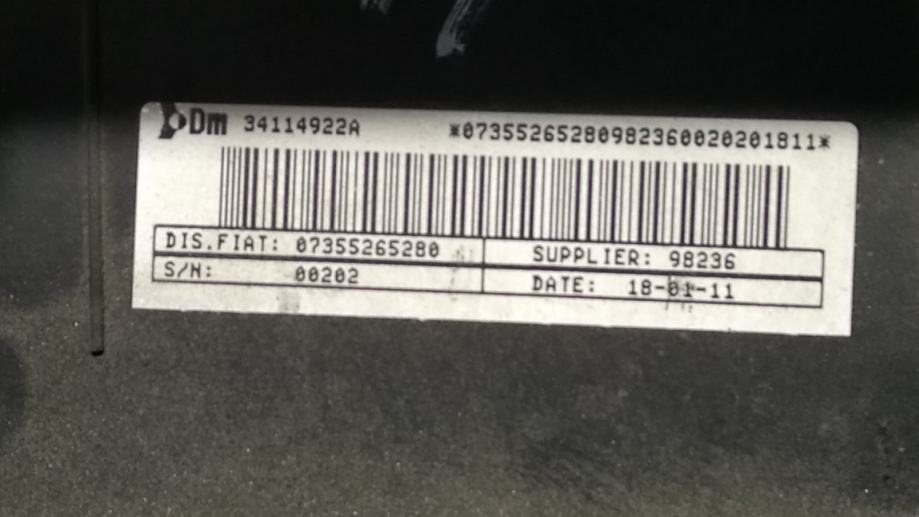 Dm 34114922A *07355265280982360020201811*
DIS.FIAT: 07355265280 SUPPLIER: 98236
S/N: 00202 DATE: 18-01-11